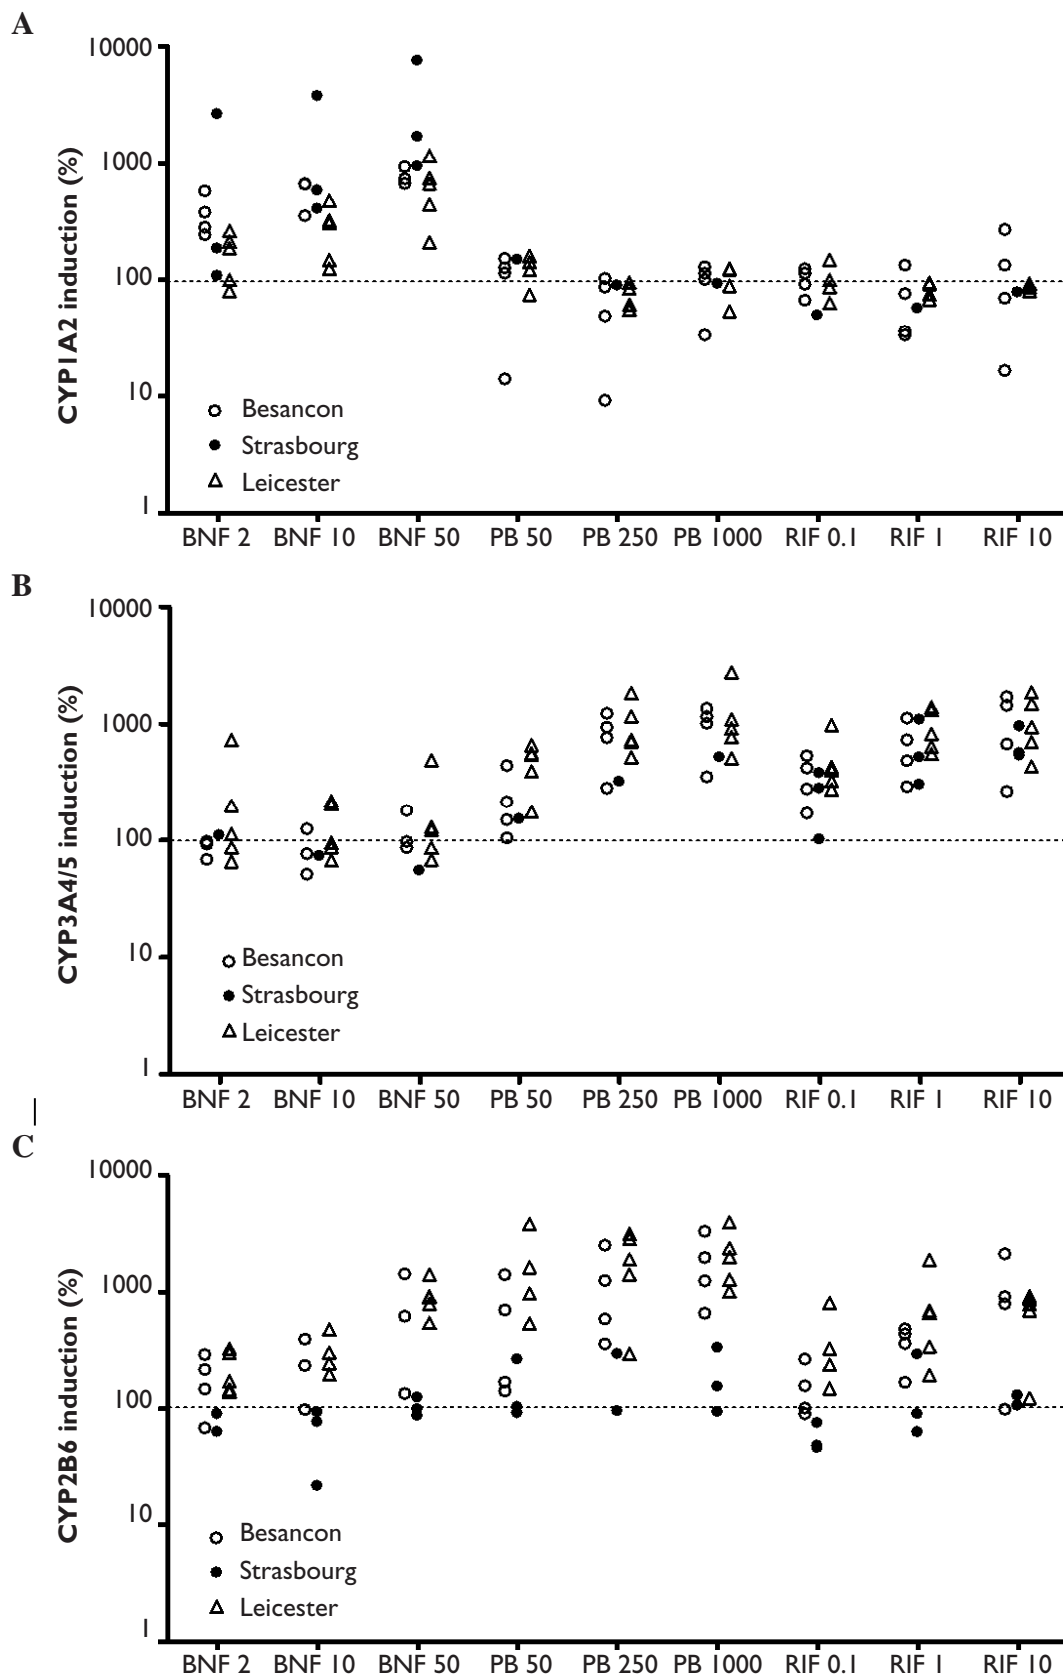 A
CYP1A2 induction (%)
10000
1000
100
10
1
Besancon
Strasbourg
Leicester
BNF 2 BNF 10 BNF 50 PB 50 PB 250 PB 1000 RIF 0.1 RIF 1 RIF 10
B
CYP3A4/5 induction (%)
10000
1000
100
10
1
Besancon
Strasbourg
Leicester
BNF 2 BNF 10 BNF 50 PB 50 PB 250 PB 1000 RIF 0.1 RIF 1 RIF 10
C
CYP2B6 induction (%)
10000
1000
100
10
1
Besancon
Strasbourg
Leicester
BNF 2 BNF 10 BNF 50 PB 50 PB 250 PB 1000 RIF 0.1 RIF 1 RIF 10